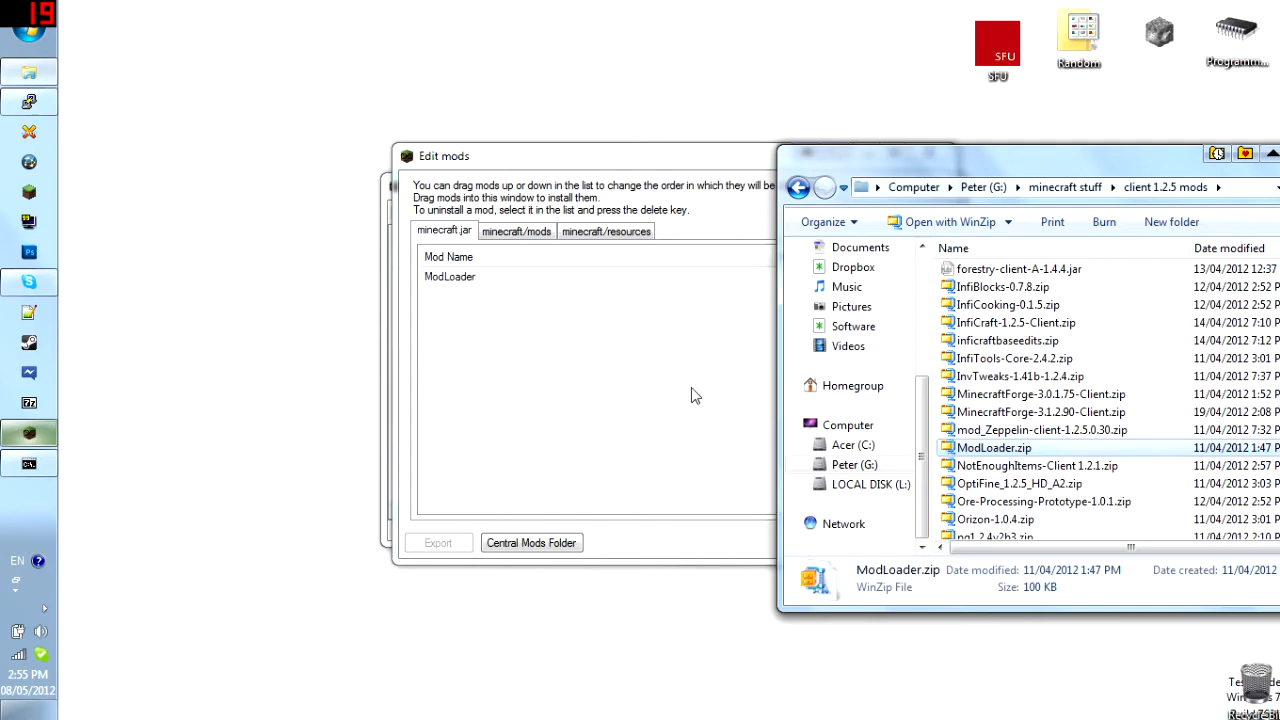 19
SFU
SFU
Random
Programm...
Edit mods
You can drag mods up or down in the list to change the order in which they will be
Drag mods into this window to install them.
To uninstall a mod, select it in the list and press the delete key.
minecraft.jar
minecraft/mods
minecraft/resources
Mod Name
ModLoader
Export
Central Mods Folder
Computer
Peter (G:)
minecraft stuff
client 1.2.5 mods
Organize
Open with WinZip
Print
Burn
New folder
Documents
Dropbox
Music
Pictures
Software
Videos
Homegroup
Computer
Acer (C:)
Peter (G:)
LOCAL DISK (L:)
Network
Name
Date modified
forestry-client-A-1.4.4.jar
13/04/2012 12:37
InfiBlocks-0.7.8.zip
12/04/2012 2:52 P
InfiCooking-0.1.5.zip
12/04/2012 2:52 P
InfiCraft-1.2.5-Client.zip
14/04/2012 7:10 P
inficraftbaseedits.zip
14/04/2012 7:12 P
InfiTools-Core-2.4.2.zip
11/04/2012 3:01 P
InvTweaks-1.41b-1.2.4.zip
11/04/2012 7:37 P
MinecraftForge-3.0.1.75-Client.zip
11/04/2012 1:52 P
MinecraftForge-3.1.2.90-Client.zip
19/04/2012 2:08 P
mod_Zeppelin-client-1.2.5.0.30.zip
11/04/2012 7:32 P
ModLoader.zip
11/04/2012 1:47 P
NotEnoughItems-Client 1.2.1.zip
11/04/2012 2:57 P
OptiFine_1.2.5_HD_A2.zip
11/04/2012 3:03 P
Ore-Processing-Prototype-1.0.1.zip
12/04/2012 2:52 P
Orizon-1.0.4.zip
11/04/2012 3:01 P
11/04/2012 2:10 P
ModLoader.zip
Date modified: 11/04/2012 1:47 PM
Date created: 11/04/2012
WinZip File
Size: 100 KB
EN
2:55 PM
08/05/2012